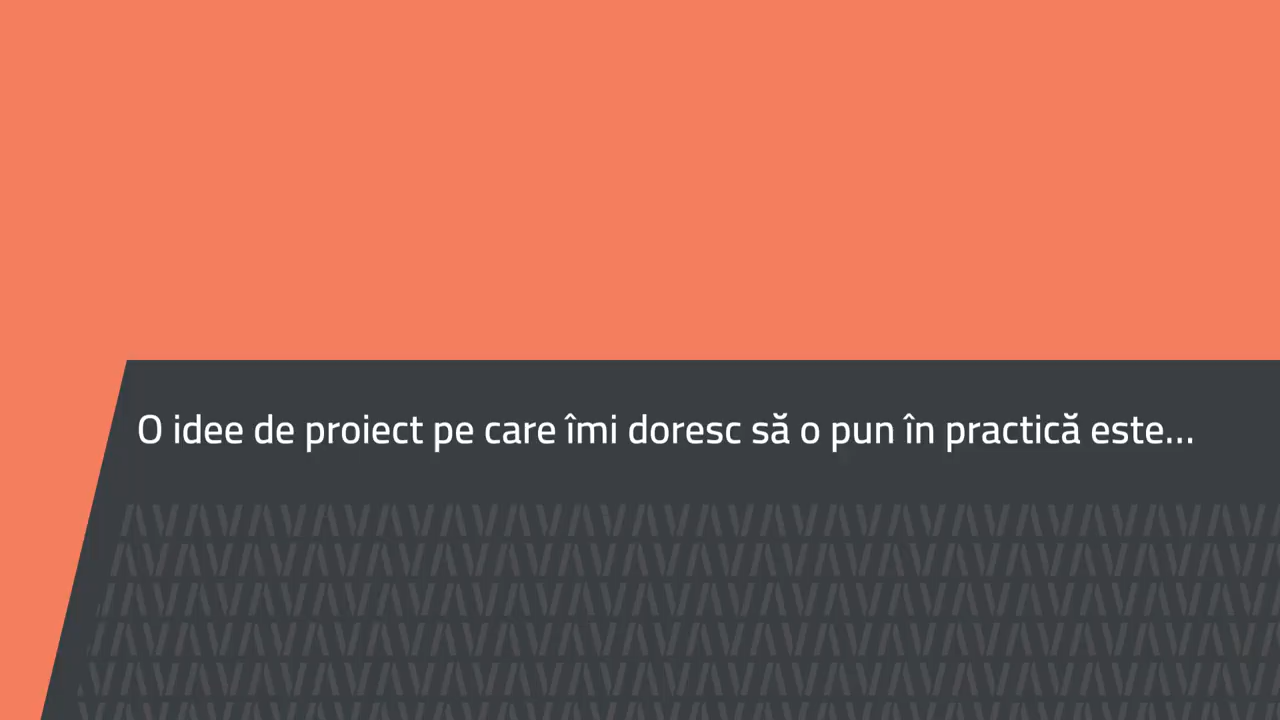 O idee de proiect pe care îmi doresc să o pun în practică este...